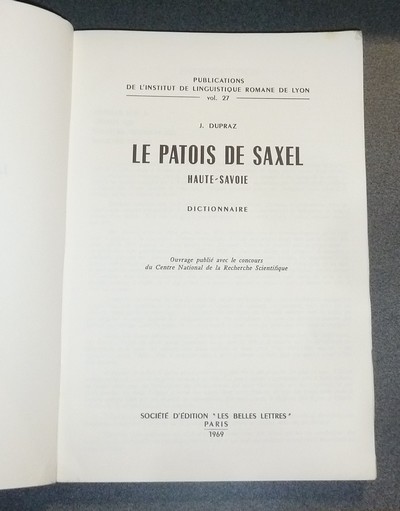 PUBLICATIONS
DE L'INSTITUT DE LINGUISTIQUE ROMANE DE LYON
vol. 27
J. DUPRAZ
LE PATOIS DE SAXEL
HAUTE-SAVOIE
DICTIONNAIRE
Ouvrage publié avec le concours
du Centre National de la Recherche Scientifique
SOCIÉTÉ D'ÉDITION "LES BELLES LETTRES"
PARIS
1969